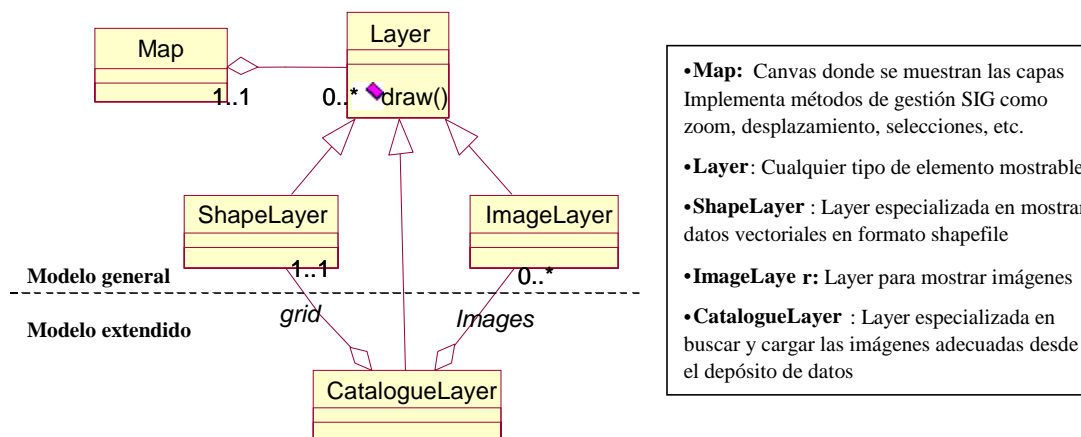 Map
Layer
1..1
0..*
draw()
ShapeLayer
ImageLayer
1..1
0..*
Modelo general
grid
Images
Modelo extendido
CatalogueLayer
•Map: Canvas donde se muestran las capas
Implementa métodos de gestión SIG como
zoom, desplazamiento, selecciones, etc.
•Layer: Cualquier tipo de elemento mostrable
•ShapeLayer : Layer especializada en mostrar
datos vectoriales en formato shapefile
•ImageLaye r: Layer para mostrar imágenes
•CatalogueLayer : Layer especializada en
buscar y cargar las imágenes adecuadas desde
el depósito de datos